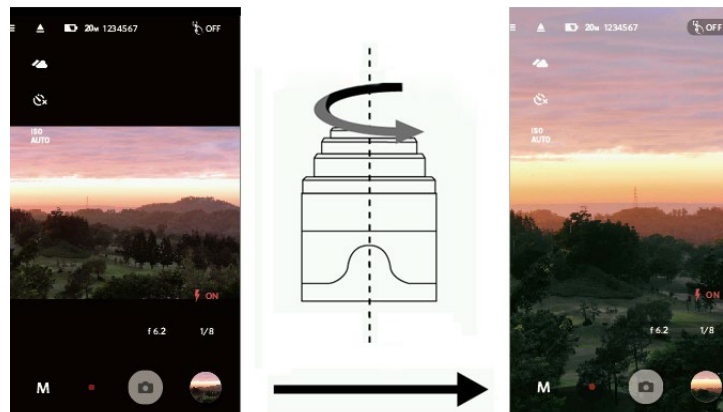 20M 1234567
OFF
ISO
AUTO
ON
f 6.2
1/8
M
20M 1234567
OFF
ISO
AUTO
ON
f 6.2
1/8
M